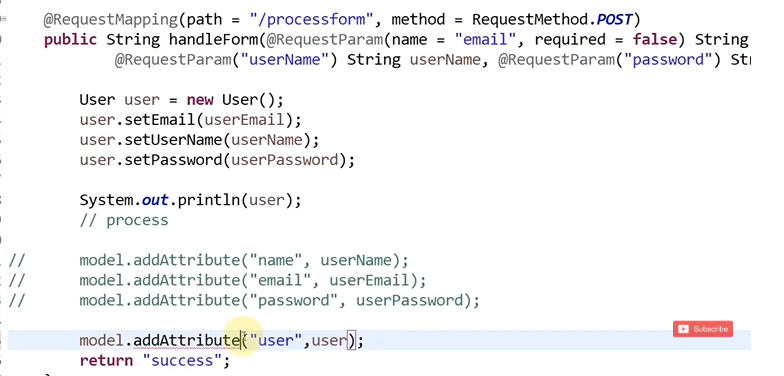 @RequestMapping(path = "/processform", method = RequestMethod.POST)
public String handleForm(@RequestParam(name = "email", required = false) String
@RequestParam("userName") String userName, @RequestParam("password")
User user = new User();
user.setEmail(userEmail);
user.setUserName(userName);
user.setPassword(userPassword);
System.out.println(user);
// process
// model.addAttribute("name", userName);
// model.addAttribute("email", userEmail);
// model.addAttribute("password", userPassword);
model.addAttribute("user",user);
Subscribe
return "success";